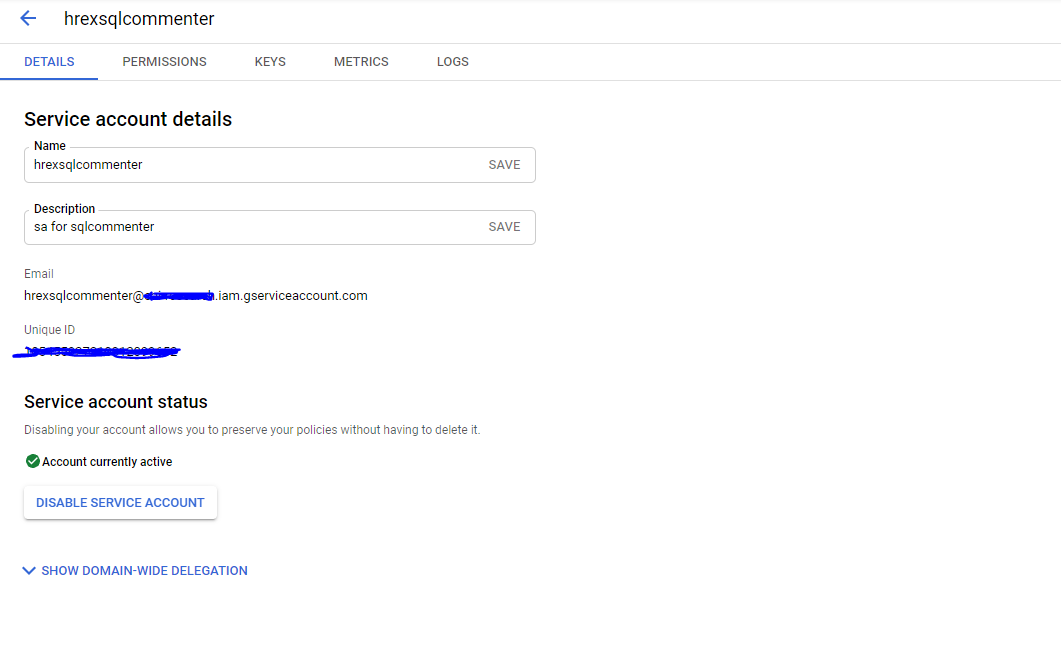 hrexsqlcommenter
DETAILS PERMISSIONS KEYS METRICS LOGS
Service account details
Name
hrexsqlcommenter SAVE
Description
sa for sqlcommenter SAVE
Email
hrexsqlcommenter@ .iam.gserviceaccount.com
Unique ID
Service account status
Disabling your account allows you to preserve your policies without having to delete it.
Account currently active
DISABLE SERVICE ACCOUNT
SHOW DOMAIN-WIDE DELEGATION